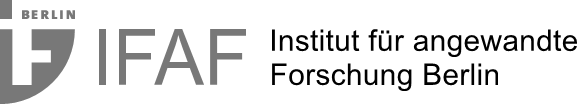 BERLIN
IFAF
Institut für angewandte
Forschung Berlin